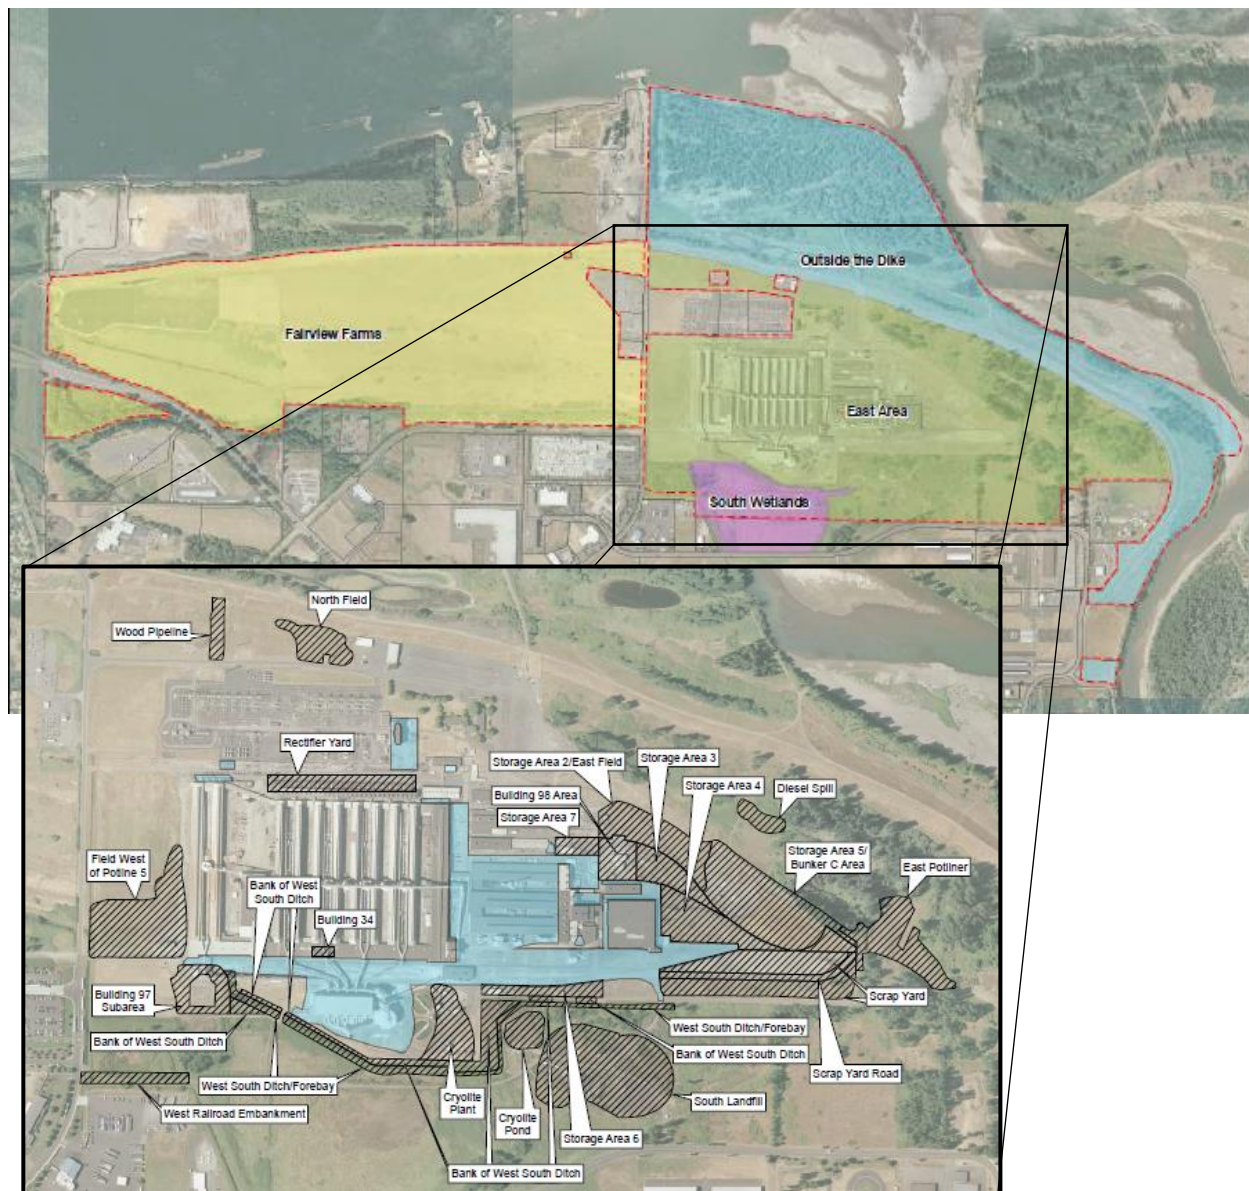 Outside the Dike
Fairview Farms
East Area
South Wetlands
North Field
Wood Pipeline
Rectifier Yard
Storage Area 2/East Field
Storage Area 3
Storage Area 4
Building 98 Area
Diesel Spill
Storage Area 7
Field West
of Potline 5
Storage Area 5/
Bunker C Area
East Potliner
Bank of West
South Ditch
Building 34
Building 97
Subarea
Scrap Yard
Bank of West South Ditch
West South Ditch/Forebay
Bank of West South Ditch
Scrap Yard Road
West South Ditch/Forebay
West Railroad Embankment
Cryolite
Plant
Cryolite
Pond
South Landfill
Storage Area 6
Bank of West South Ditch